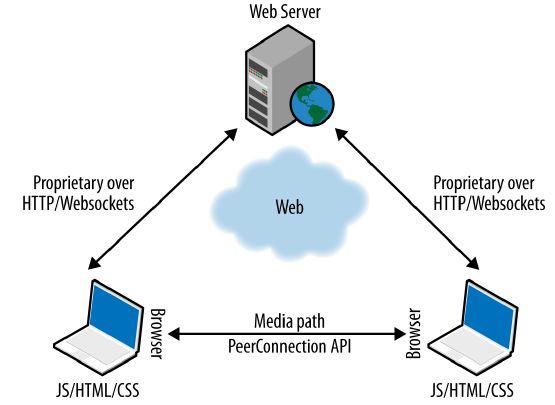 Web Server
Proprietary over
HTTP/Websockets
Proprietary over
HTTP/Websockets
Web
Browser
Media path
PeerConnection API
Browser
JS/HTML/CSS
JS/HTML/CSS